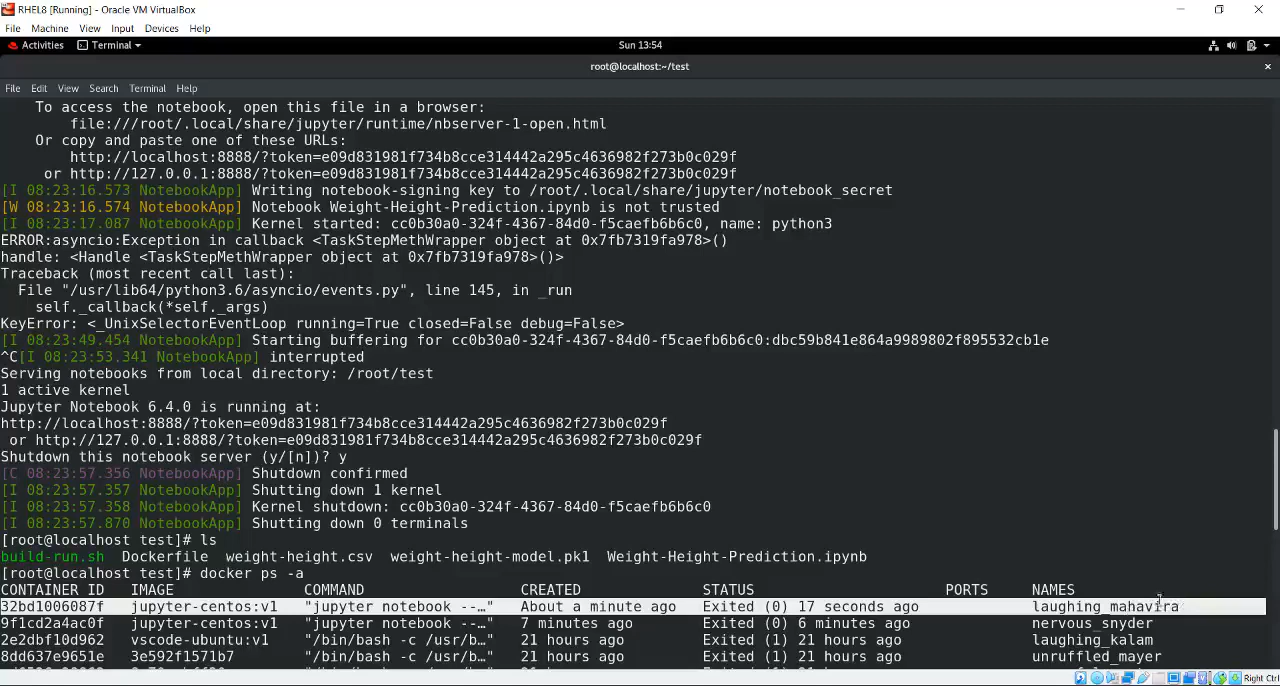 RHEL8 [Running] - Oracle VM VirtualBox
File Machine View Input Devices Help
Activities Terminal Sun 13:54
root@localhost:~/test
File Edit View Search Terminal Help
To access the notebook, open this file in a browser:
file:///root/.local/share/jupyter/runtime/nbserver-1-open.html
Or copy and paste one of these URLs:
http://localhost:8888/?token=e09d831981f734b8cce314442a295c4636982f273b0c029f
or http://127.0.0.1:8888/?token=e09d831981f734b8cce314442a295c4636982f273b0c029f
[I 08:23:16.573 NotebookApp] Writing notebook-signing key to /root/.local/share/jupyter/notebook_secret
[W 08:23:16.574 NotebookApp] Notebook Weight-Height-Prediction.ipynb is not trusted
[I 08:23:17.087 NotebookApp] Kernel started: cc0b30a0-324f-4367-84d0-f5caefb6b6c0, name: python3
ERROR:asyncio:Exception in callback <TaskStepMethWrapper object at 0x7fb7319fa978>()
handle: <Handle <TaskStepMethWrapper object at 0x7fb7319fa978>()>
Traceback (most recent call last):
File "/usr/lib64/python3.6/asyncio/events.py", line 145, in _run
self._callback(*self._args)
KeyError: <_UnixSelectorEventLoop running=True closed=False debug=False>
[I 08:23:49.454 NotebookApp] Starting buffering for cc0b30a0-324f-4367-84d0-f5caefb6b6c0:dbc59b841e864a9989802f895532cb1e
^C[I 08:23:53.341 NotebookApp] interrupted
Serving notebooks from local directory: /root/test
1 active kernel
Jupyter Notebook 6.4.0 is running at:
http://localhost:8888/?token=e09d831981f734b8cce314442a295c4636982f273b0c029f
or http://127.0.0.1:8888/?token=e09d831981f734b8cce314442a295c4636982f273b0c029f
Shutdown this notebook server (y/[n])? y
[C 08:23:57.356 NotebookApp] Shutdown confirmed
[I 08:23:57.357 NotebookApp] Shutting down 1 kernel
[I 08:23:57.358 NotebookApp] Kernel shutdown: cc0b30a0-324f-4367-84d0-f5caefb6b6c0
[I 08:23:57.870 NotebookApp] Shutting down 0 terminals
[root@localhost test]# ls
build-run.sh Dockerfile weight-height.csv weight-height-model.pk1 Weight-Height-Prediction.ipynb
[root@localhost test]# docker ps -a
CONTAINER ID IMAGE COMMAND CREATED STATUS PORTS NAMES
32bd1006087f jupyter-centos:v1 "jupyter notebook --…" About a minute ago Exited (0) 17 seconds ago laughing_mahavira
9f1cd2a4ac0f jupyter-centos:v1 "jupyter notebook --…" 7 minutes ago Exited (0) 6 minutes ago nervous_snyder
2e2dbf10d962 vscode-ubuntu:v1 "/bin/bash -c /usr/b…" 21 hours ago Exited (1) 21 hours ago laughing_kalam
8dd637e9651e 3e592f1571b7 "/bin/bash -c /usr/b…" 21 hours ago Exited (1) 21 hours ago unruffled_mayer
Right Ctrl